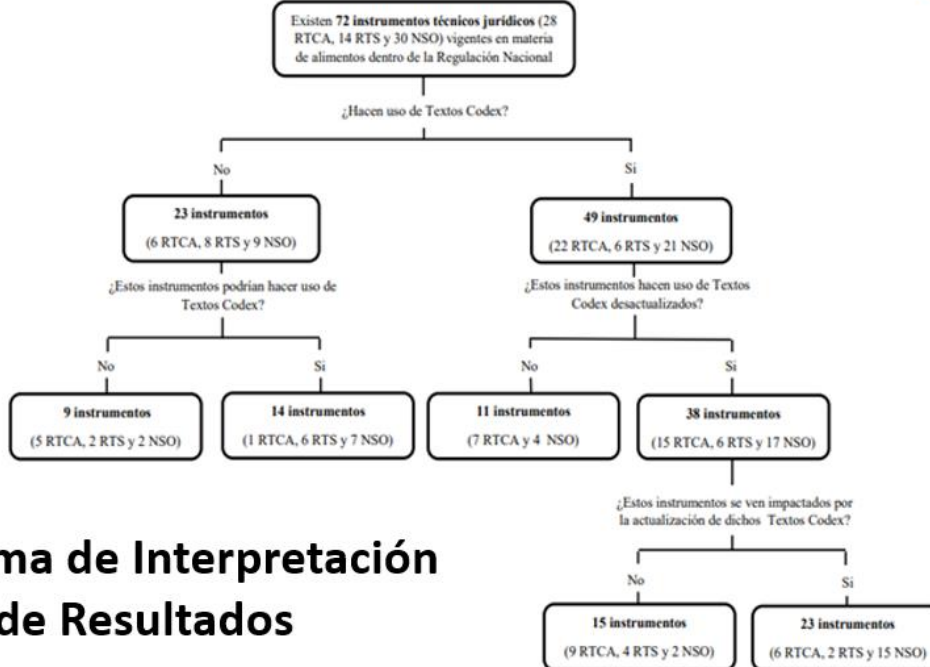 Existen 72 instrumentos técnicos jurídicos (28
RTCA, 14 RTS y 30 NSO) vigentes en materia
de alimentos dentro de la Regulación Nacional
¿Hacen uso de Textos Codex?
No
Si
23 instrumentos
(6 RTCA, 8 RTS y 9 NSO)
49 instrumentos
(22 RTCA, 6 RTS y 21 NSO)
¿Estos instrumentos podrían hacer uso de
Textos Codex?
¿Estos instrumentos hacen uso de Textos
Codex desactualizados?
No
Si
No
Si
9 instrumentos
(5 RTCA, 2 RTS y 2 NSO)
14 instrumentos
(1 RTCA, 6 RTS y 7 NSO)
11 instrumentos
(7 RTCA y 4 NSO)
38 instrumentos
(15 RTCA, 6 RTS y 17 NSO)
¿Estos instrumentos se ven impactados por
la actualización de dichos Textos Codex?
No
Si
15 instrumentos
(9 RTCA, 4 RTS y 2 NSO)
23 instrumentos
(6 RTCA, 2 RTS y 15 NSO)
ma de Interpretación
de Resultados